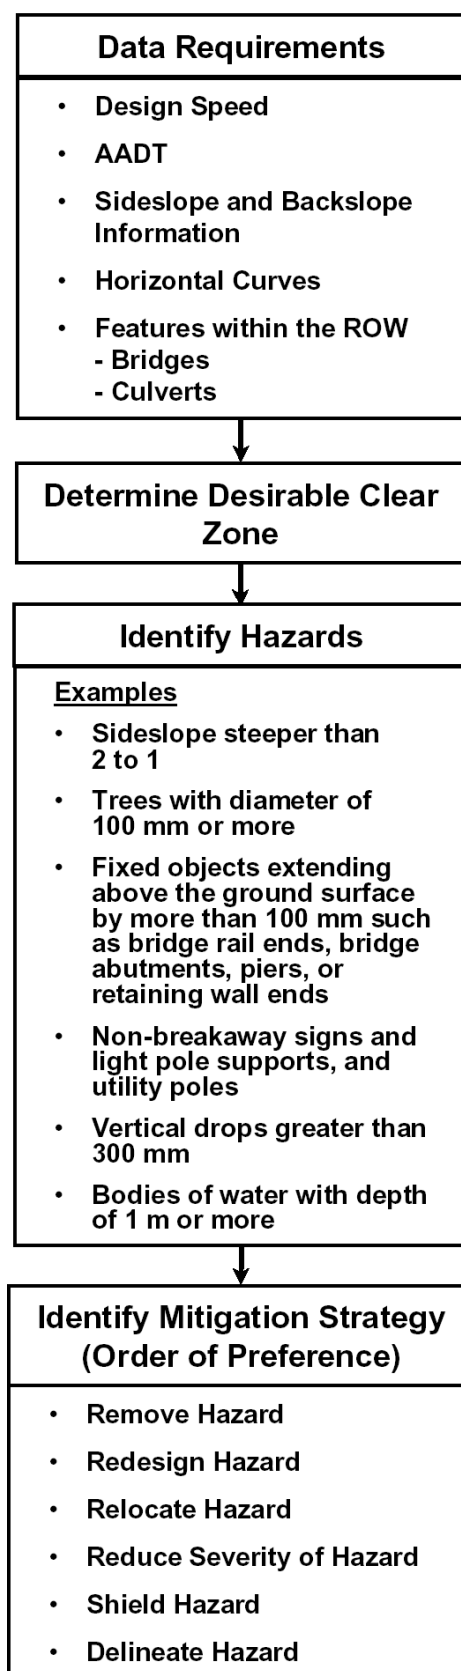 Data Requirements
• Design Speed
• AADT
• Sideslope and Backslope
Information
• Horizontal Curves
• Features within the ROW
- Bridges
- Culverts
Determine Desirable Clear
Zone
Identify Hazards
Examples
• Sideslope steeper than
2 to 1
• Trees with diameter of
100 mm or more
• Fixed objects extending
above the ground surface
by more than 100 mm such
as bridge rail ends, bridge
abutments, piers, or
retaining wall ends
• Non-breakaway signs and
light pole supports, and
utility poles
• Vertical drops greater than
300 mm
• Bodies of water with depth
of 1 m or more
Identify Mitigation Strategy
(Order of Preference)
• Remove Hazard
• Redesign Hazard
• Relocate Hazard
• Reduce Severity of Hazard
• Shield Hazard
• Delineate Hazard